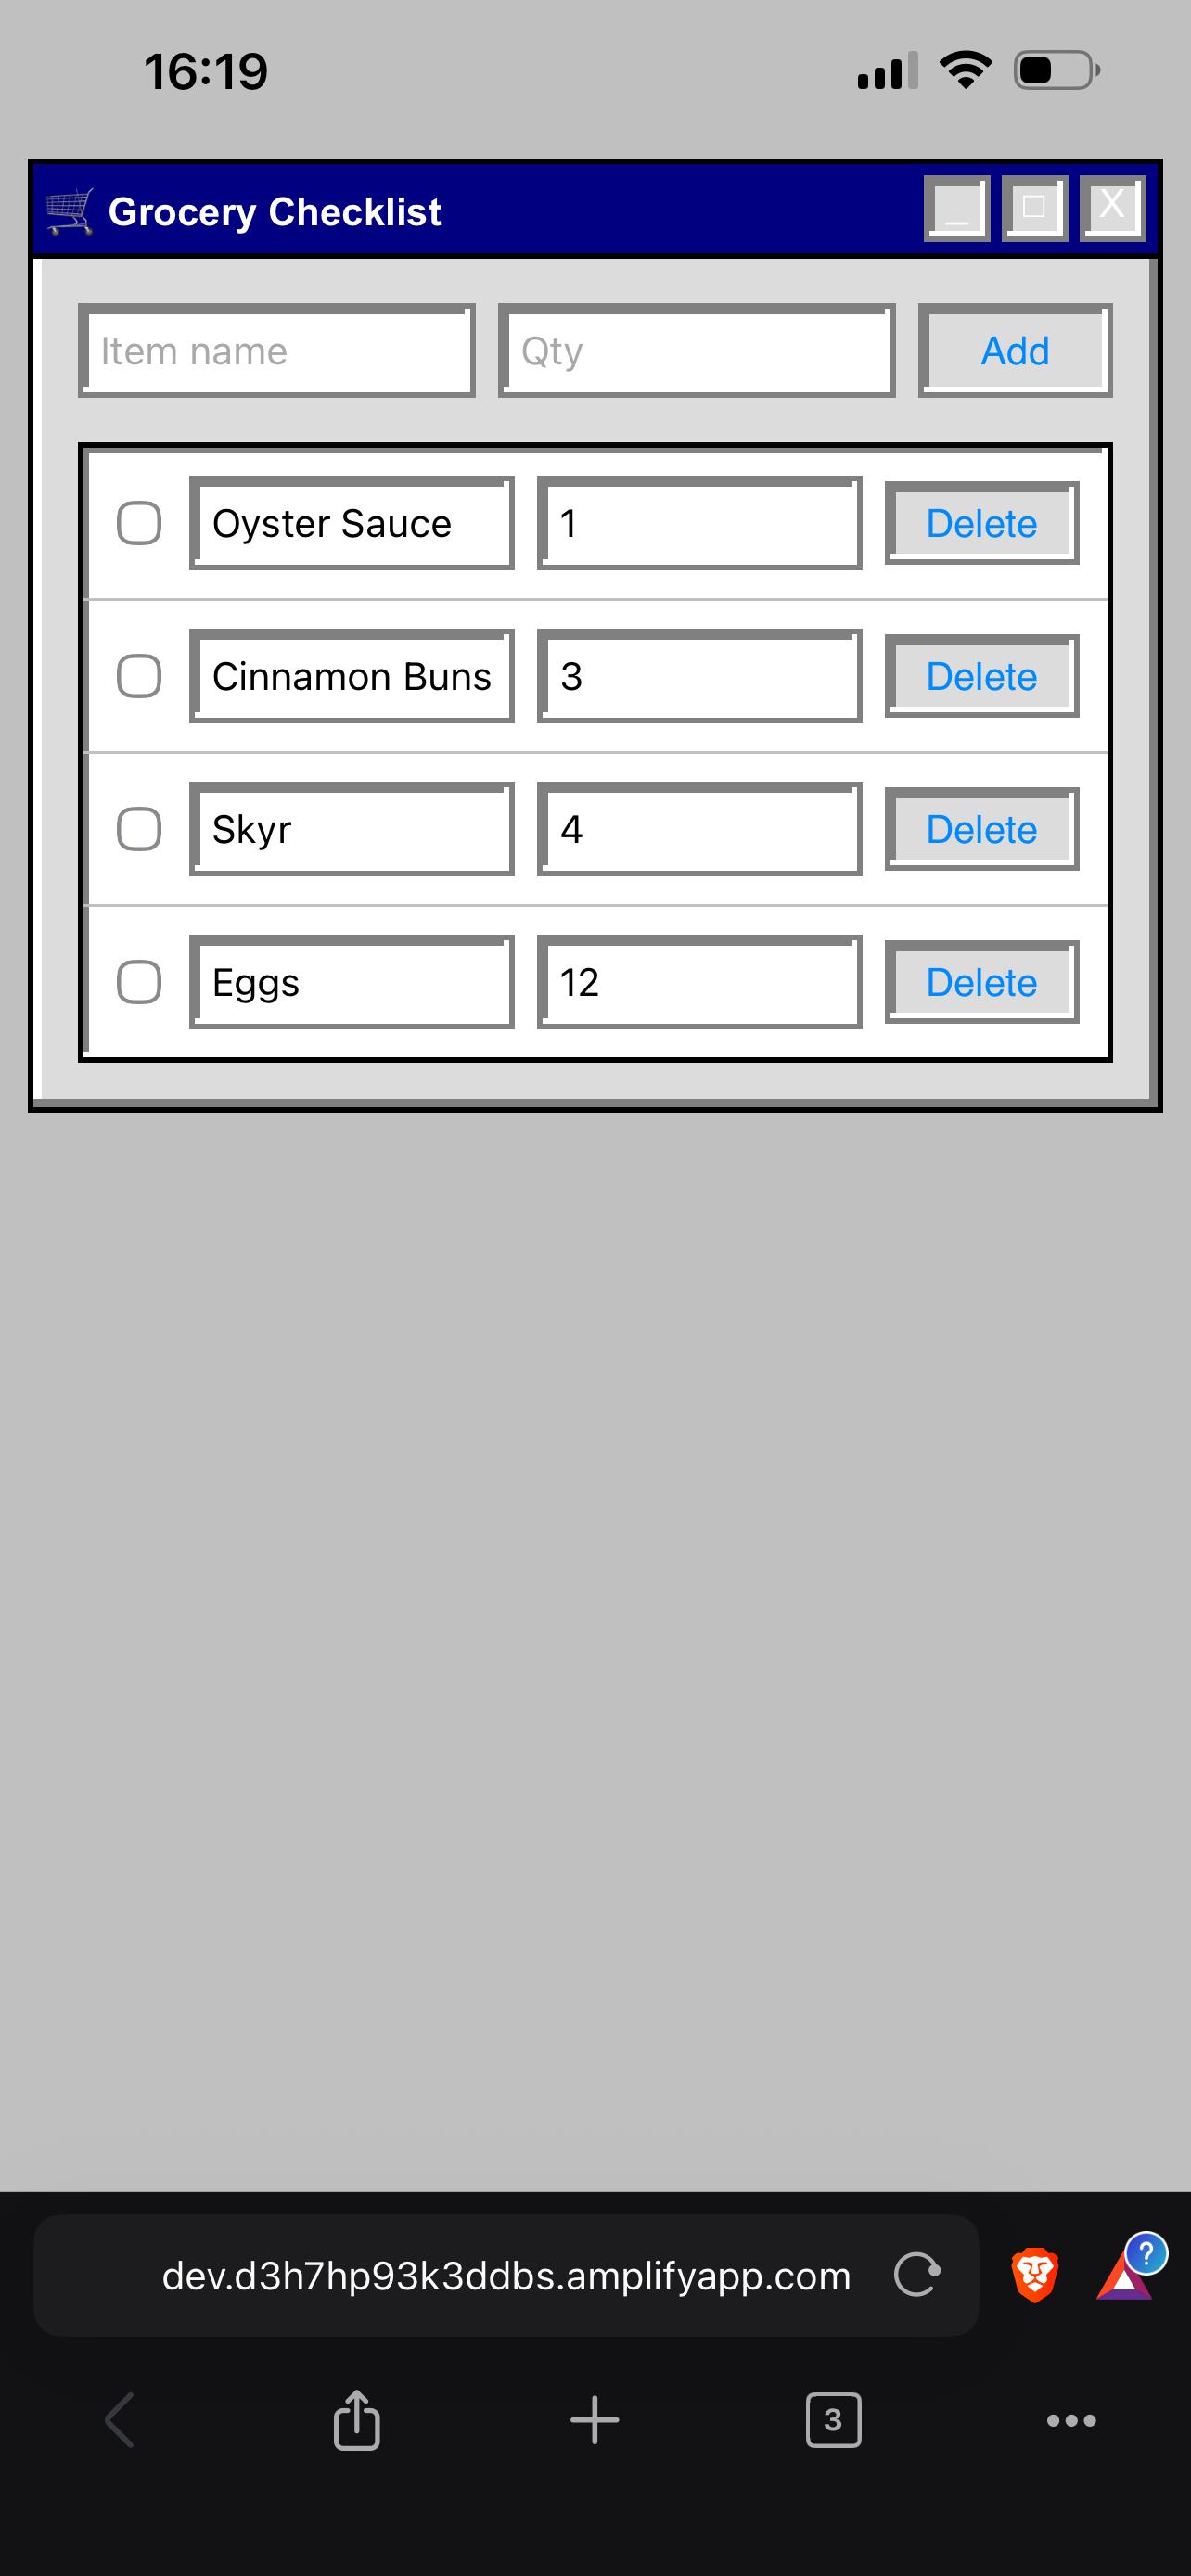 16:19
Grocery Checklist
_ □ X
Item name Qty Add
Oyster Sauce 1 Delete
Cinnamon Buns 3 Delete
Skyr 4 Delete
Eggs 12 Delete
dev.d3h7hp93k3ddbs.amplifyapp.com ?
3